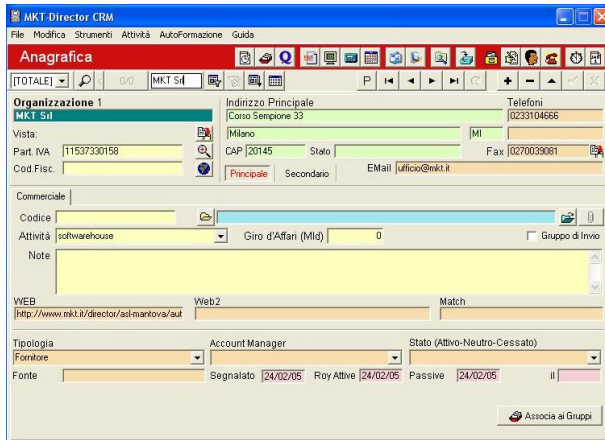 MKT-Director CRM
File Modifica Strumenti Attività AutoFormazione Guida
Anagrafica
[TOTALE] 0/0 MKT Srl P
Organizzazione 1 Indirizzo Principale Telefoni
MKT Srl Corso Sempione 33 0233104666
Vista: Milano MI
Part. IVA 11537330158 CAP 20145 Stato Fax 0270039081
Cod.Fisc. Principale Secondario EMail ufficio@mkt.it
Commerciale
Codice
Attività softwarehouse Giro d'Affari (Mld) 0 Gruppo di Invio
Note
WEB Web2 Match
http://www.mkt.it/director/asl-mantova/aut
Tipologia Account Manager Stato (Attivo-Neutro-Cessato)
Fornitore
Fonte Segnalato 24/02/05 Roy Attive 24/02/05 Passive 24/02/05 il
Associa ai Gruppi